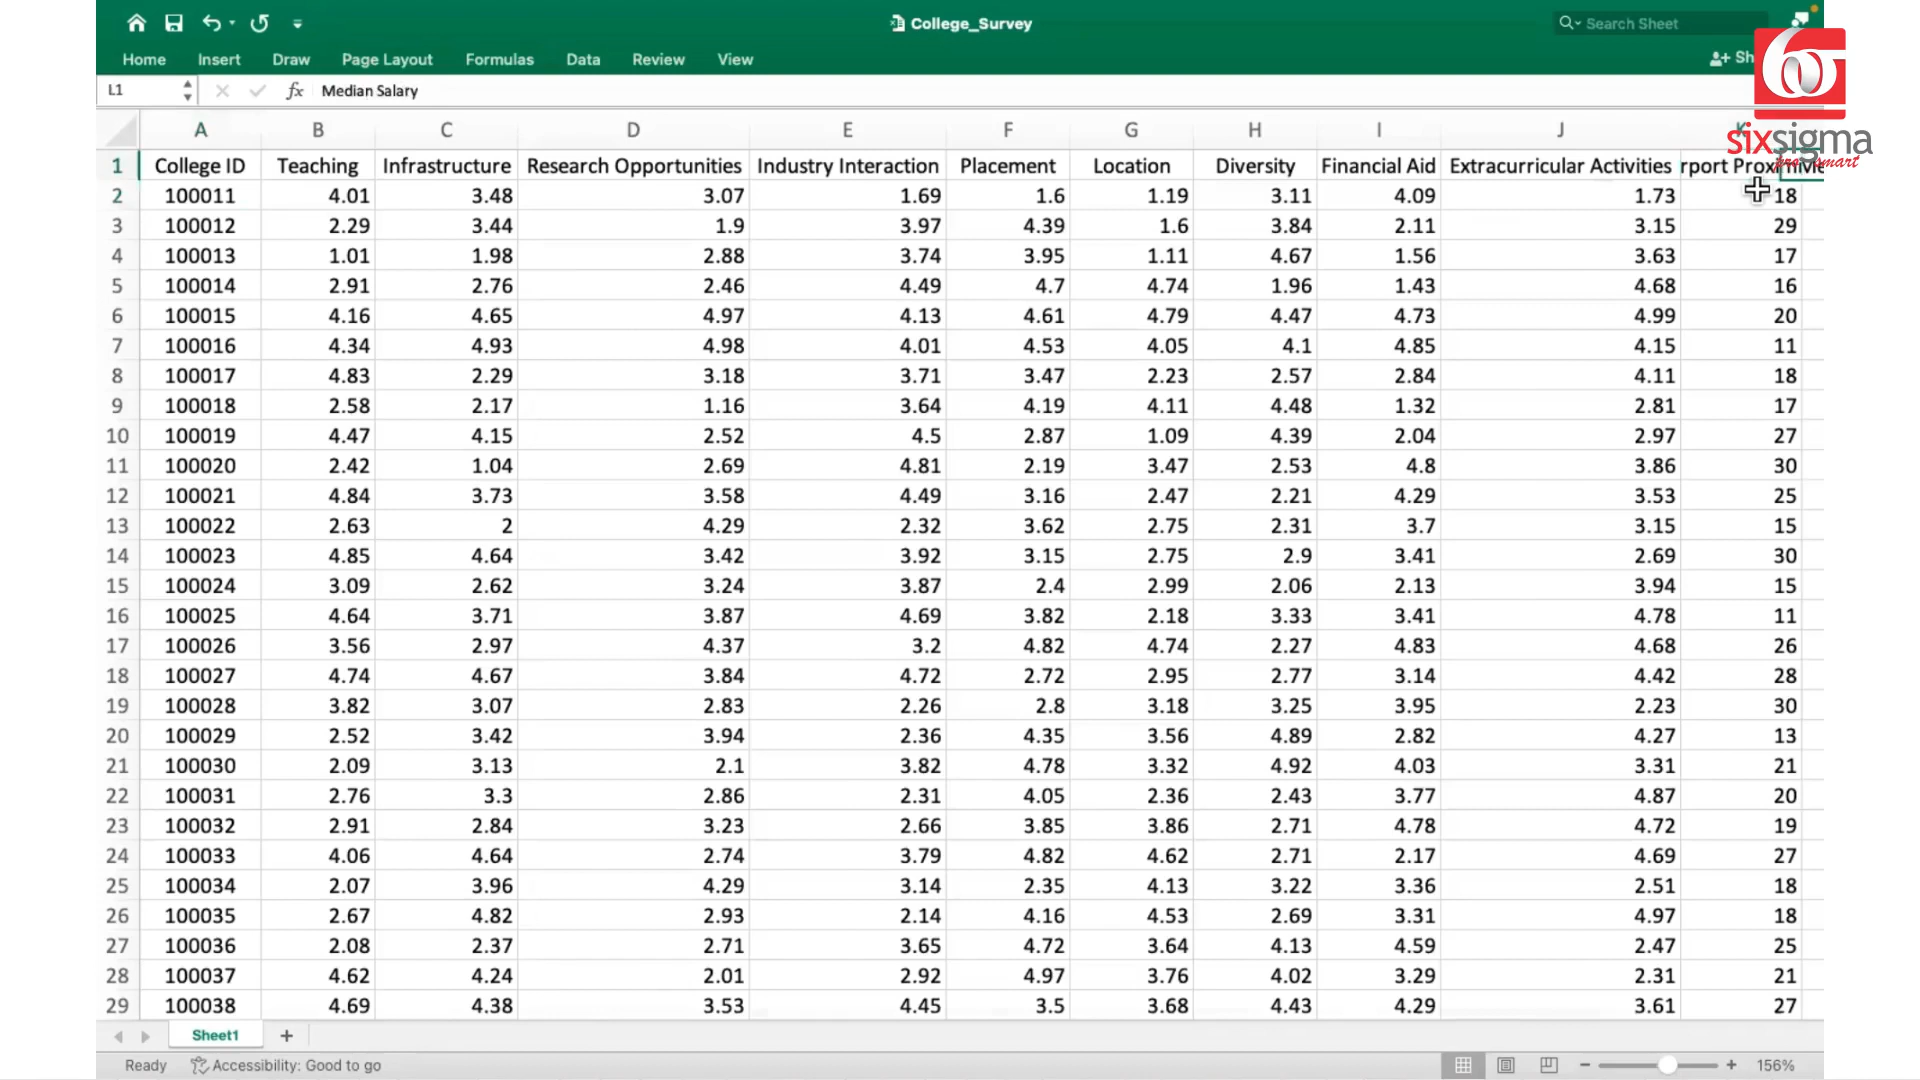 College_Survey
Search Sheet
Home Insert Draw Page Layout Formulas Data Review View
L1 fx Median Salary
sixsigma
pro smart
A B C D E F G H I J K
1 College ID Teaching Infrastructure Research Opportunities Industry Interaction Placement Location Diversity Financial Aid Extracurricular Activities
2 100011 4.01 3.48 3.07 1.69 1.6 1.19 3.11 4.09 1.73 18
3 100012 2.29 3.44 1.9 3.97 4.39 1.6 3.84 2.11 3.15 29
4 100013 1.01 1.98 2.88 3.74 3.95 1.11 4.67 1.56 3.63 17
5 100014 2.91 2.76 2.46 4.49 4.7 4.74 1.96 1.43 4.68 16
6 100015 4.16 4.65 4.97 4.13 4.61 4.79 4.47 4.73 4.99 20
7 100016 4.34 4.93 4.98 4.01 4.53 4.05 4.1 4.85 4.15 11
8 100017 4.83 2.29 3.18 3.71 3.47 2.23 2.57 2.84 4.11 18
9 100018 2.58 2.17 1.16 3.64 4.19 4.11 4.48 1.32 2.81 17
10 100019 4.47 4.15 2.52 4.5 2.87 1.09 4.39 2.04 2.97 27
11 100020 2.42 1.04 2.69 4.81 2.19 3.47 2.53 4.8 3.86 30
12 100021 4.84 3.73 3.58 4.49 3.16 2.47 2.21 4.29 3.53 25
13 100022 2.63 2 4.29 2.32 3.62 2.75 2.31 3.7 3.15 15
14 100023 4.85 4.64 3.42 3.92 3.15 2.75 2.9 3.41 2.69 30
15 100024 3.09 2.62 3.24 3.87 2.4 2.99 2.06 2.13 3.94 15
16 100025 4.64 3.71 3.87 4.69 3.82 2.18 3.33 3.41 4.78 11
17 100026 3.56 2.97 4.37 3.2 4.82 4.74 2.27 4.83 4.68 26
18 100027 4.74 4.67 3.84 4.72 2.72 2.95 2.77 3.14 4.42 28
19 100028 3.82 3.07 2.83 2.26 2.8 3.18 3.25 3.95 2.23 30
20 100029 2.52 3.42 3.94 2.36 4.35 3.56 4.89 2.82 4.27 13
21 100030 2.09 3.13 2.1 3.82 4.78 3.32 4.92 4.03 3.31 21
22 100031 2.76 3.3 2.86 2.31 4.05 2.36 2.43 3.77 4.87 20
23 100032 2.91 2.84 3.23 2.66 3.85 3.86 2.71 4.78 4.72 19
24 100033 4.06 4.64 2.74 3.79 4.82 4.62 2.71 2.17 4.69 27
25 100034 2.07 3.96 4.29 3.14 2.35 4.13 3.22 3.36 2.51 18
26 100035 2.67 4.82 2.93 2.14 4.16 4.53 2.69 3.31 4.97 18
27 100036 2.08 2.37 2.71 3.65 4.72 3.64 4.13 4.59 2.47 25
28 100037 4.62 4.24 2.01 2.92 4.97 3.76 4.02 3.29 2.31 21
29 100038 4.69 4.38 3.53 4.45 3.5 3.68 4.43 4.29 3.61 27
Sheet1 +
Ready Accessibility: Good to go 156%